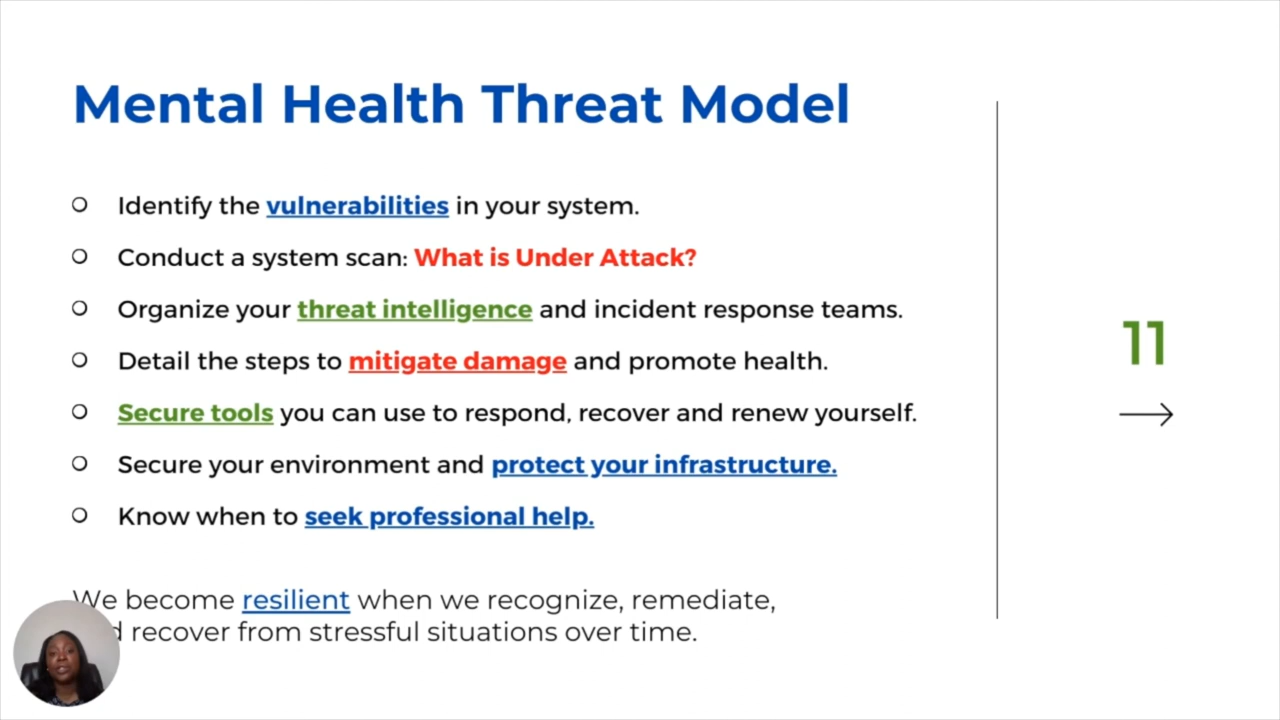 Mental Health Threat Model
Identify the vulnerabilities in your system.
Conduct a system scan: What is Under Attack?
Organize your threat intelligence and incident response teams.
Detail the steps to mitigate damage and promote health.
Secure tools you can use to respond, recover and renew yourself.
Secure your environment and protect your infrastructure.
Know when to seek professional help.
We become resilient when we recognize, remediate,
recover from stressful situations over time.
11